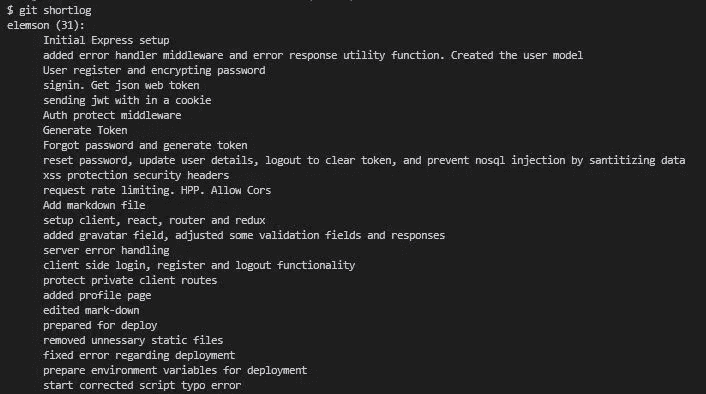 $ git shortlog
elemson (31):
Initial Express setup
added error handler middleware and error response utility function. Created the user model
User register and encrypting password
signin. Get json web token
sending jwt with in a cookie
Auth protect middleware
Generate Token
Forgot password and generate token
reset password, update user details, logout to clear token, and prevent nosql injection by santitizing data
xss protection security headers
request rate limiting. HPP. Allow Cors
Add markdown file
setup client, react, router and redux
added gravatar field, adjusted some validation fields and responses
server error handling
client side login, register and logout functionality
protect private client routes
added profile page
edited mark-down
prepared for deploy
removed unnessary static files
fixed error regarding deployment
prepare environment variables for deployment
start corrected script typo error